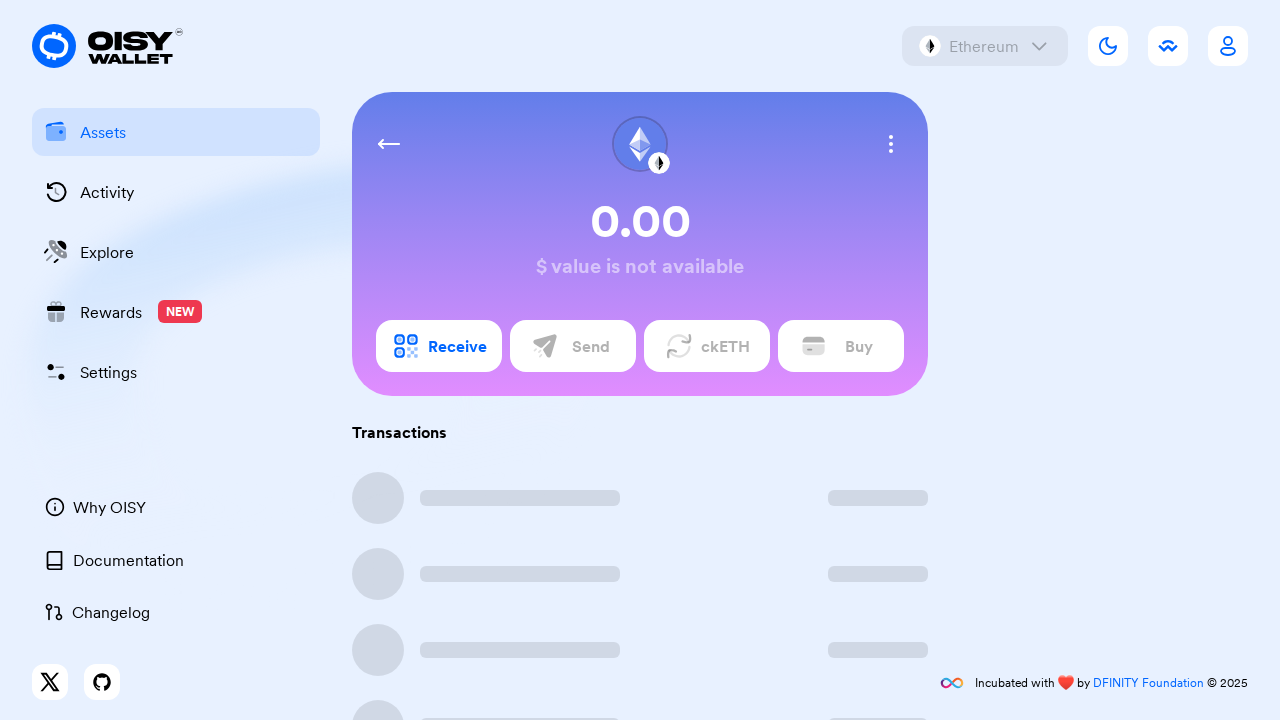 OISY
WALLET
Ethereum
Assets
Activity
Explore
Rewards NEW
Settings
Why OISY
Documentation
Changelog
0.00
$ value is not available
Receive
Send
ckETH
Buy
Transactions
Incubated with ❤️ by DFINITY Foundation © 2025